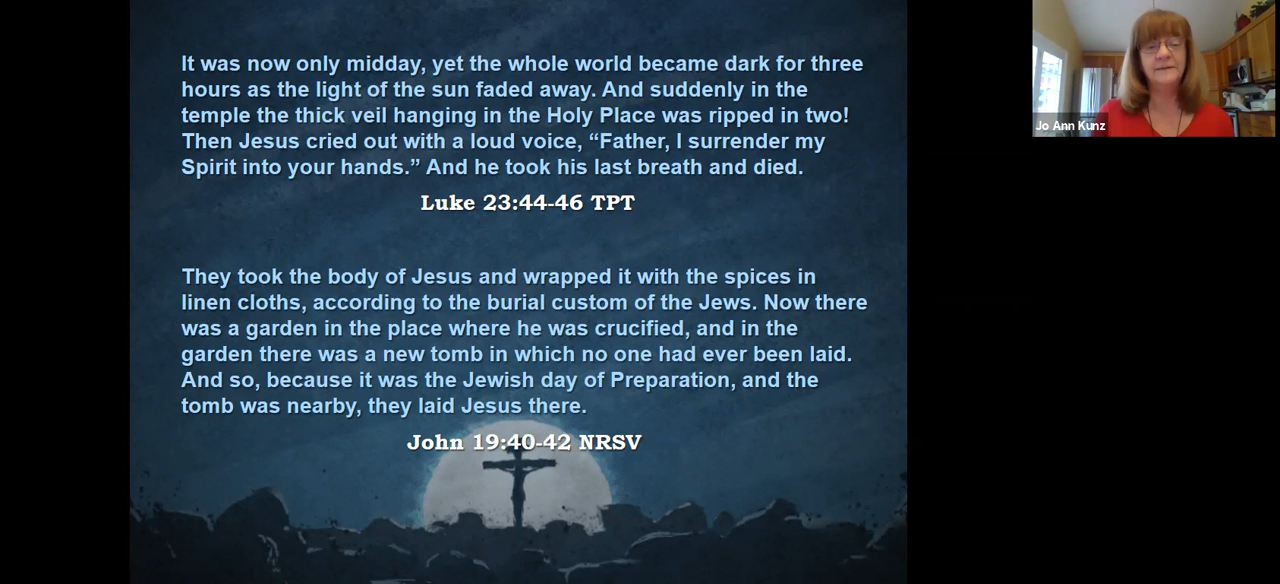 It was now only midday, yet the whole world became dark for three
hours as the light of the sun faded away. And suddenly in the
temple the thick veil hanging in the Holy Place was ripped in two!
Then Jesus cried out with a loud voice, “Father, I surrender my
Spirit into your hands.” And he took his last breath and died.
Luke 23:44-46 TPT
They took the body of Jesus and wrapped it with the spices in
linen cloths, according to the burial custom of the Jews. Now there
was a garden in the place where he was crucified, and in the
garden there was a new tomb in which no one had ever been laid.
And so, because it was the Jewish day of Preparation, and the
tomb was nearby, they laid Jesus there.
John 19:40-42 NRSV
Jo Ann Kunz